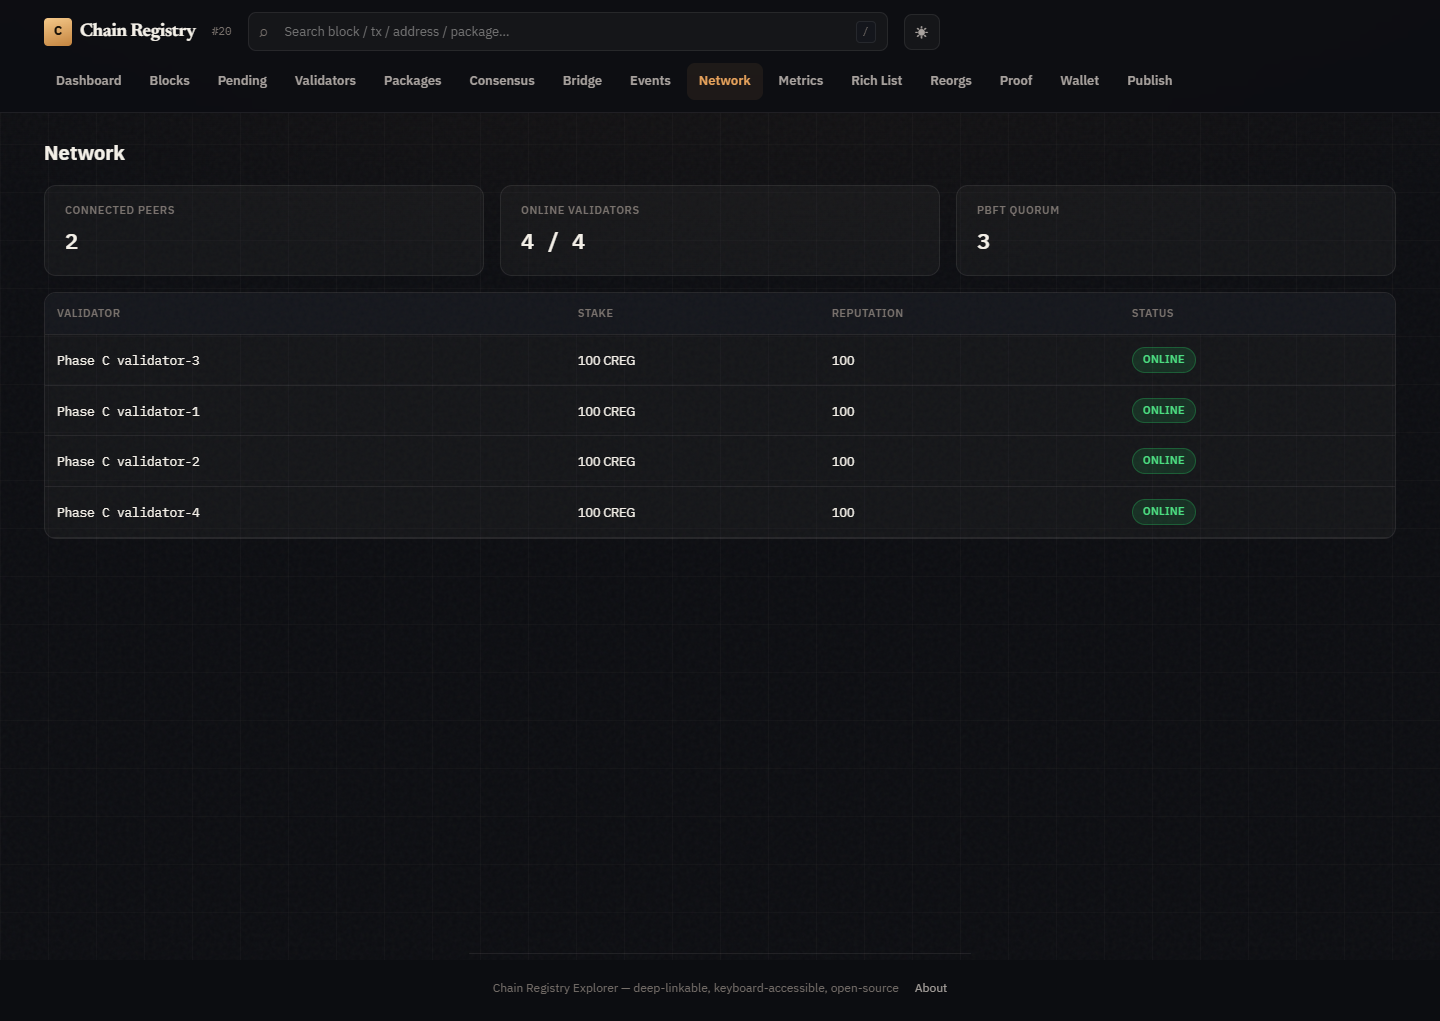 C Chain Registry #20 Search block / tx / address / package... /
Dashboard Blocks Pending Validators Packages Consensus Bridge Events Network Metrics Rich List Reorgs Proof Wallet Publish
Network
CONNECTED PEERS
2
ONLINE VALIDATORS
4 / 4
PBFT QUORUM
3
VALIDATOR STAKE REPUTATION STATUS
Phase C validator-3 100 CREG 100 ONLINE
Phase C validator-1 100 CREG 100 ONLINE
Phase C validator-2 100 CREG 100 ONLINE
Phase C validator-4 100 CREG 100 ONLINE
Chain Registry Explorer — deep-linkable, keyboard-accessible, open-source About